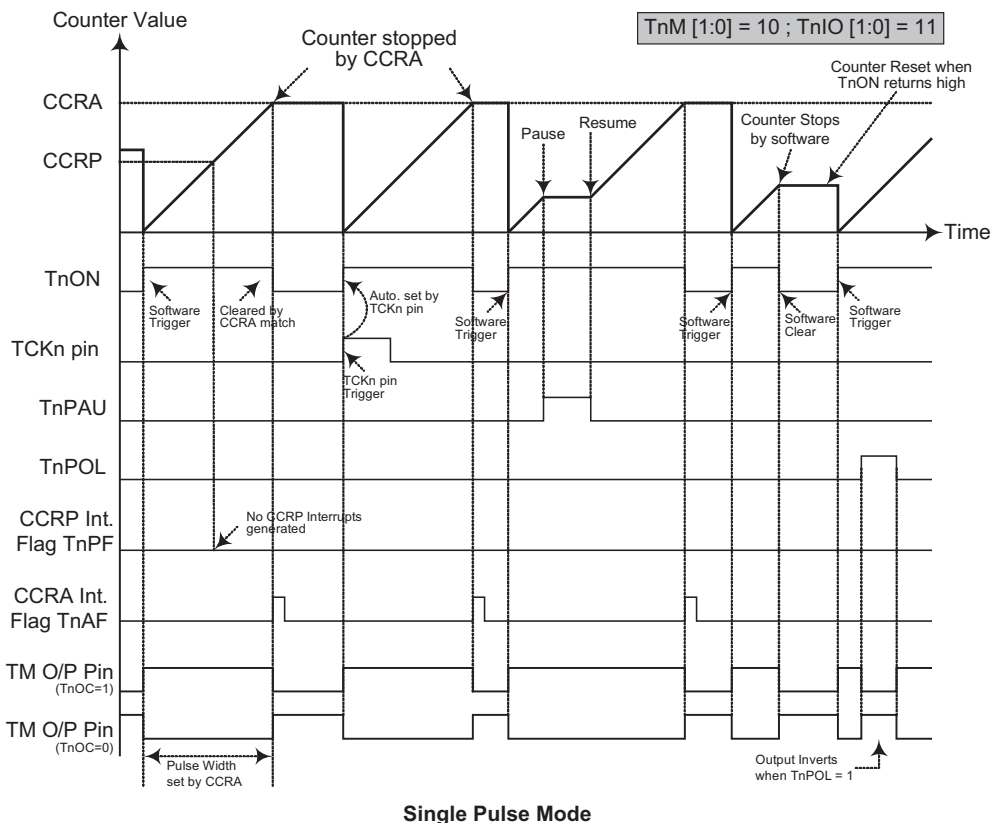 Counter Value
TnM [1:0] = 10 ; TnIO [1:0] = 11
Counter stopped
by CCRA
Counter Reset when
TnON returns high
CCRA
CCRP
Pause
Resume
Counter Stops
by software
Time
TnON
Software
Trigger
Cleared by
CCRA match
Auto. set by
TCKn pin
Software
Trigger
Software
Trigger
Software
Clear
Software
Trigger
TCKn pin
TCKn pin
Trigger
TnPAU
TnPOL
CCRP Int.
Flag TnPF
No CCRP Interrupts
generated
CCRA Int.
Flag TnAF
TM O/P Pin
(TnOC=1)
TM O/P Pin
(TnOC=0)
Pulse Width
set by CCRA
Output Inverts
when TnPOL = 1
Single Pulse Mode